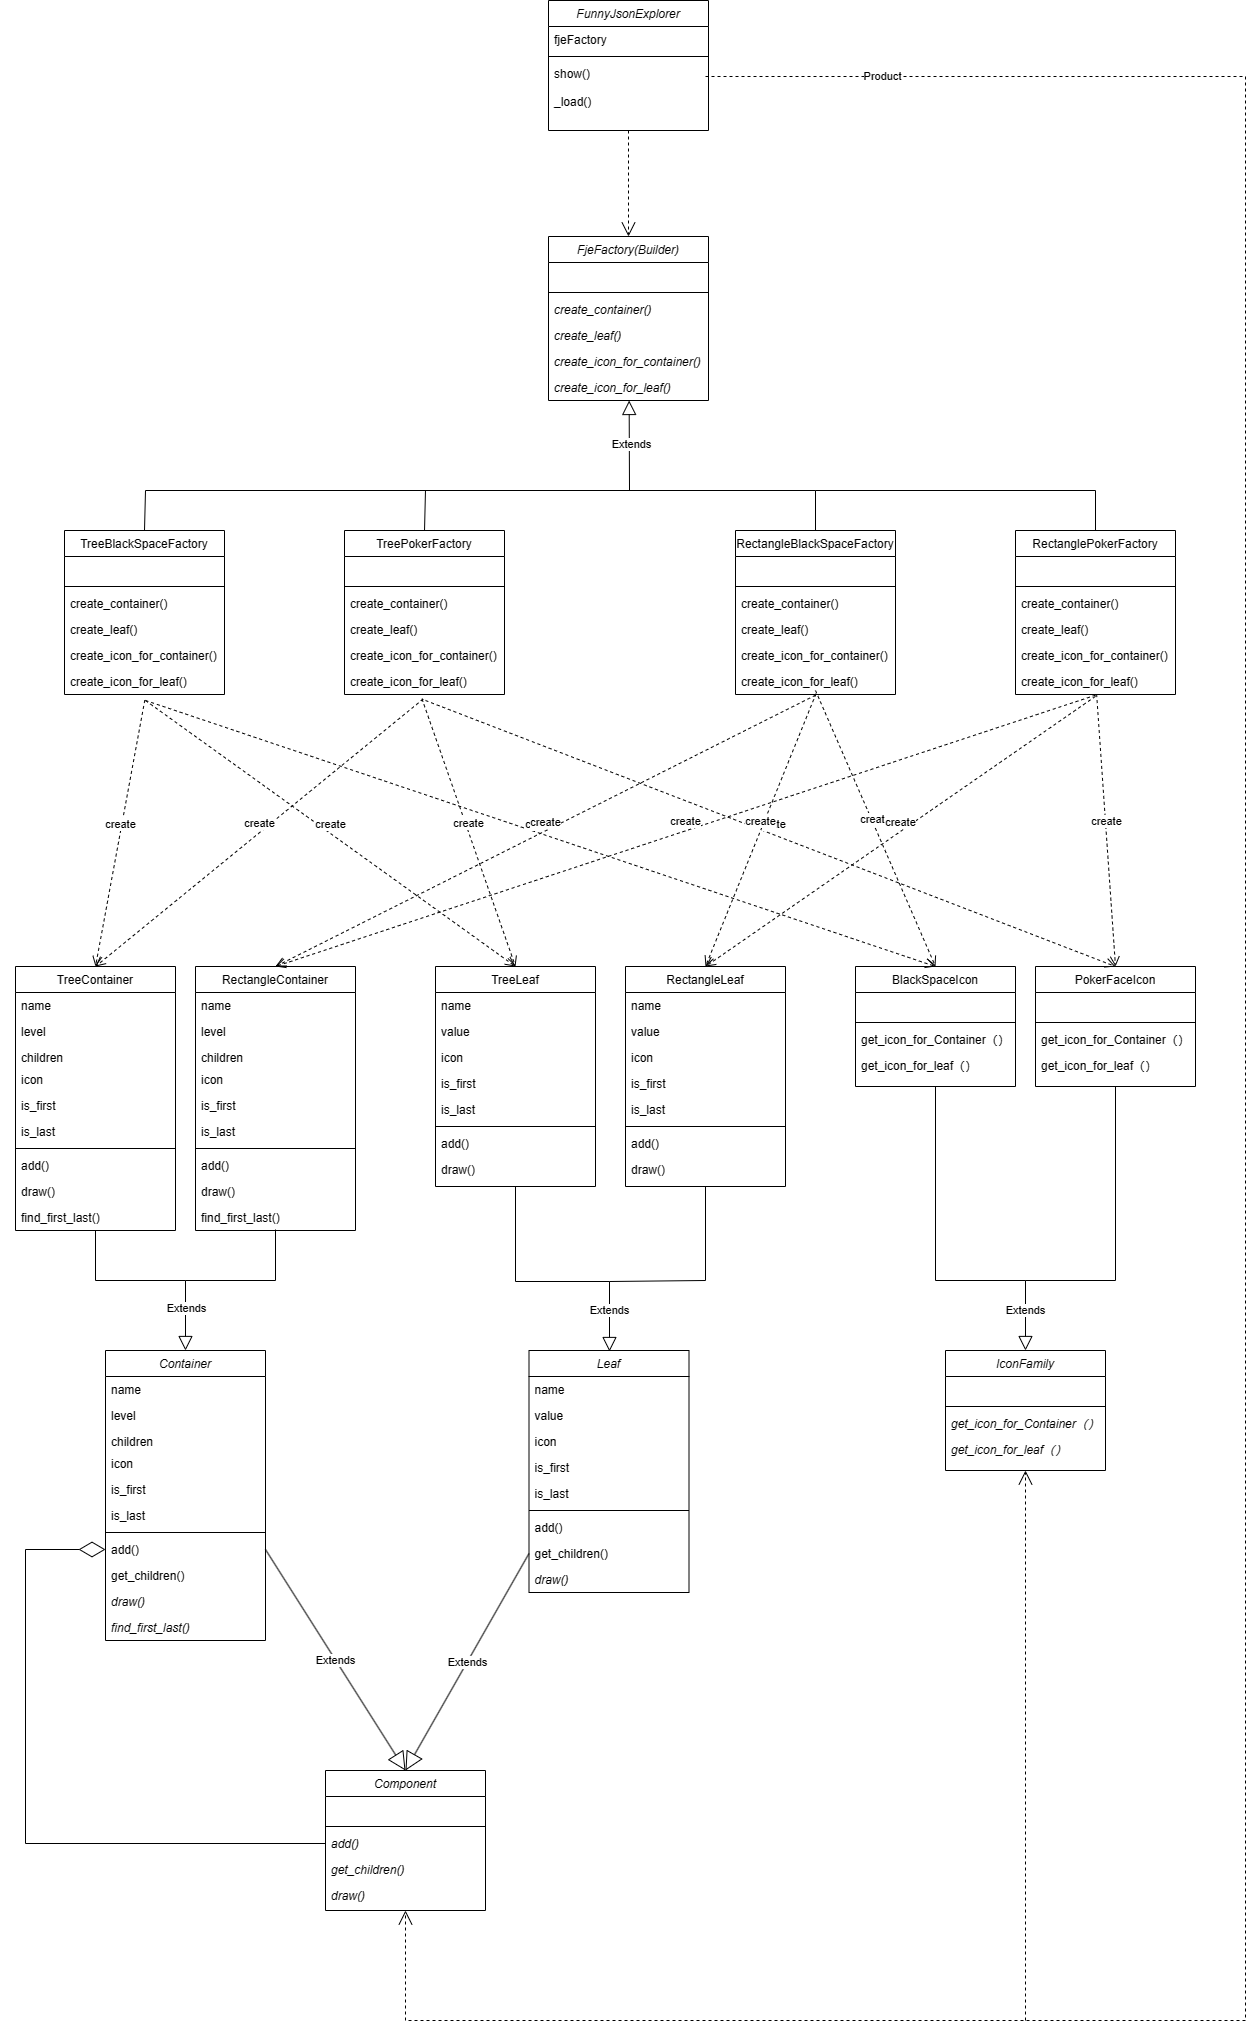 FunnyJsonExplorer
fjeFactory
show()
_load()
Product
FjeFactory(Builder)
create_container()
create_leaf()
create_icon_for_container()
create_icon_for_leaf()
Extends
TreeBlackSpaceFactory
create_container()
create_leaf()
create_icon_for_container()
create_icon_for_leaf()
TreePokerFactory
create_container()
create_leaf()
create_icon_for_container()
create_icon_for_leaf()
RectangleBlackSpaceFactory
create_container()
create_leaf()
create_icon_for_container()
create_icon_for_leaf()
RectanglePokerFactory
create_container()
create_leaf()
create_icon_for_container()
create_icon_for_leaf()
create
create
create
create
create
create
create
create
create
TreeContainer
name
level
children
icon
is_first
is_last
add()
draw()
find_first_last()
RectangleContainer
name
level
children
icon
is_first
is_last
add()
draw()
find_first_last()
TreeLeaf
name
value
icon
is_first
is_last
add()
draw()
RectangleLeaf
name
value
icon
is_first
is_last
add()
draw()
BlackSpaceIcon
get_icon_for_Container（）
get_icon_for_leaf（）
PokerFaceIcon
get_icon_for_Container（）
get_icon_for_leaf（）
Extends
Extends
Extends
Container
name
level
children
icon
is_first
is_last
add()
get_children()
draw()
find_first_last()
Leaf
name
value
icon
is_first
is_last
add()
get_children()
draw()
IconFamily
get_icon_for_Container（）
get_icon_for_leaf（）
Extends
Extends
Component
add()
get_children()
draw()